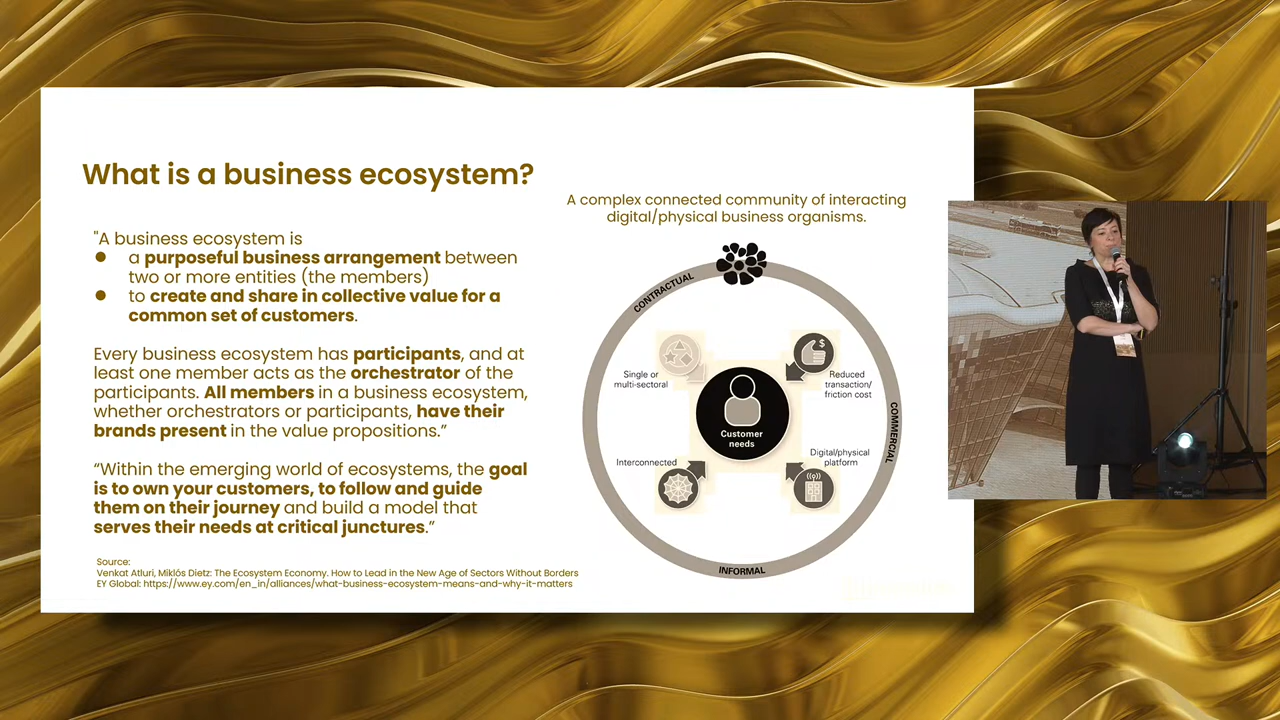 What is a business ecosystem?
A complex connected community of interacting
digital/physical business organisms.
"A business ecosystem is
● a purposeful business arrangement between
two or more entities (the members)
● to create and share in collective value for a
common set of customers.
Every business ecosystem has participants, and at
least one member acts as the orchestrator of the
participants. All members in a business ecosystem,
whether orchestrators or participants, have their
brands present in the value propositions.”
“Within the emerging world of ecosystems, the goal
is to own your customers, to follow and guide
them on their journey and build a model that
serves their needs at critical junctures.”
Source:
Venkat Atluri, Miklós Dietz: The Ecosystem Economy. How to Lead in the New Age of Sectors Without Borders
EY Global: https://www.ey.com/en_in/alliances/what-business-ecosystem-means-and-why-it-matters
CONTRACTUAL
$
Single or
multi-sectoral
Reduced
transaction/
friction cost
COMMERCIAL
Customer
needs
Interconnected
Digital/physical
platform
INFORMAL